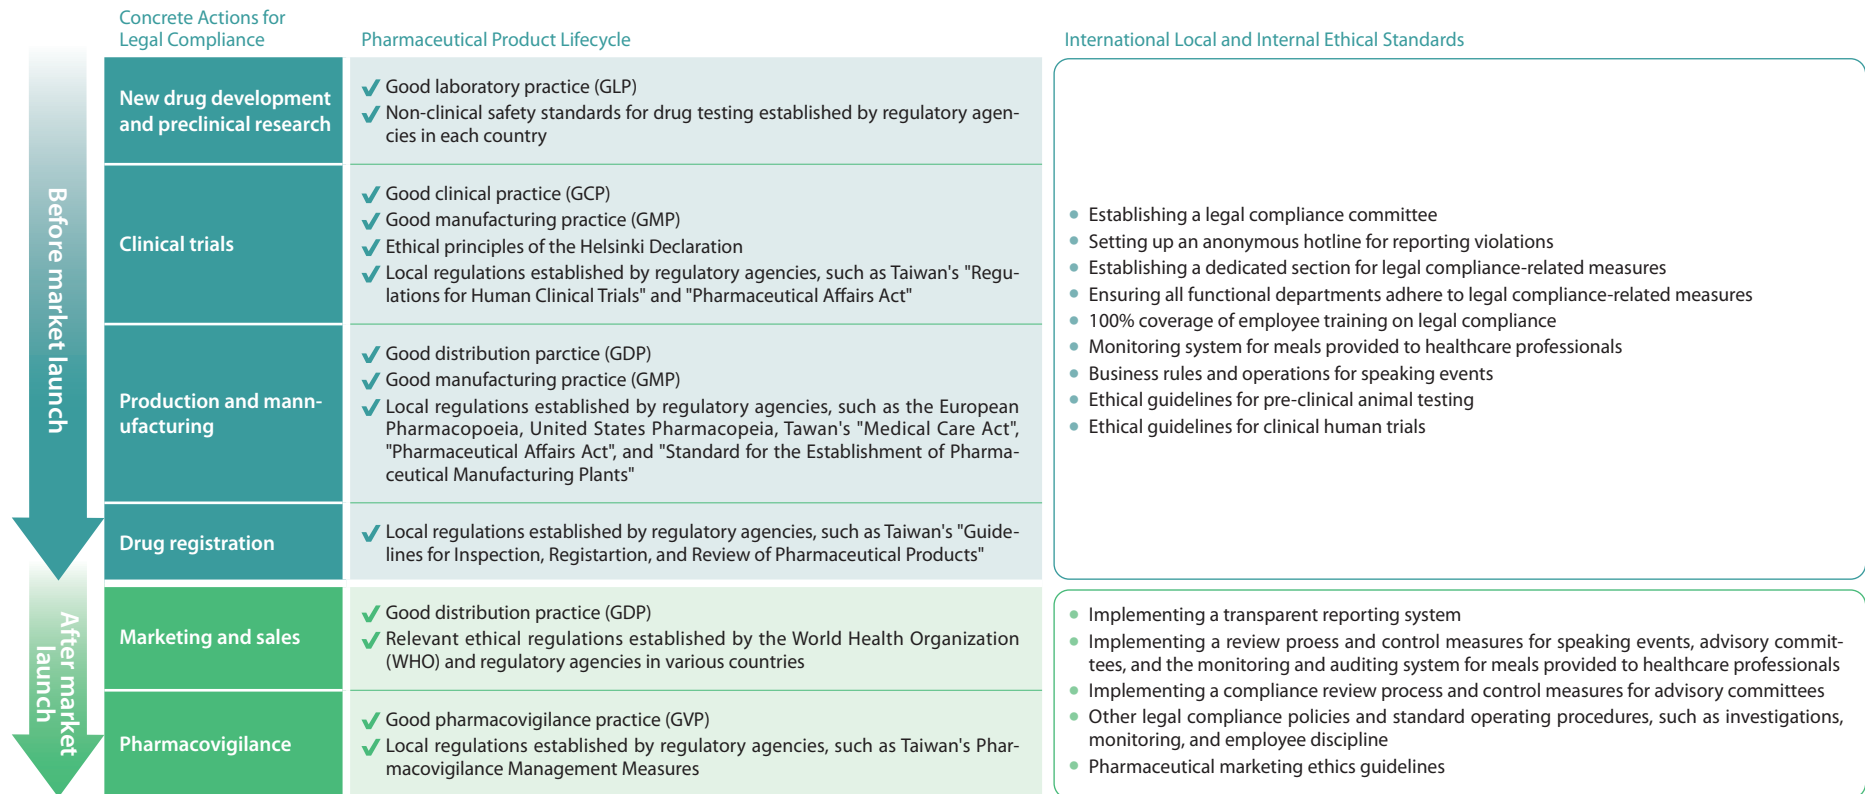 Concrete Actions for
Legal Compliance
Pharmaceutical Product Lifecycle
International Local and Internal Ethical Standards
Before market launch
New drug development
and preclinical research
Good laboratory practice (GLP)
Non-clinical safety standards for drug testing established by regulatory agen-
cies in each country
Clinical trials
Good clinical practice (GCP)
Good manufacturing practice (GMP)
Ethical principles of the Helsinki Declaration
Local regulations established by regulatory agencies, such as Taiwan's "Regu-
lations for Human Clinical Trials" and "Pharmaceutical Affairs Act"
Production and mann-
ufacturing
Good distribution parctice (GDP)
Good manufacturing practice (GMP)
Local regulations established by regulatory agencies, such as the European
Pharmacopoeia, United States Pharmacopeia, Tawan's "Medical Care Act",
"Pharmaceutical Affairs Act", and "Standard for the Establishment of Pharma-
ceutical Manufacturing Plants"
Drug registration
Local regulations established by regulatory agencies, such as Taiwan's "Guide-
lines for Inspection, Registartion, and Review of Pharmaceutical Products"
Establishing a legal compliance committee
Setting up an anonymous hotline for reporting violations
Establishing a dedicated section for legal compliance-related measures
Ensuring all functional departments adhere to legal compliance-related measures
100% coverage of employee training on legal compliance
Monitoring system for meals provided to healthcare professionals
Business rules and operations for speaking events
Ethical guidelines for pre-clinical animal testing
Ethical guidelines for clinical human trials
After market
launch
Marketing and sales
Good distribution practice (GDP)
Relevant ethical regulations established by the World Health Organization
(WHO) and regulatory agencies in various countries
Pharmacovigilance
Good pharmacovigilance practice (GVP)
Local regulations established by regulatory agencies, such as Taiwan's Phar-
macovigilance Management Measures
Implementing a transparent reporting system
Implementing a review proess and control measures for speaking events, advisory commit-
tees, and the monitoring and auditing system for meals provided to healthcare professionals
Implementing a compliance review process and control measures for advisory committees
Other legal compliance policies and standard operating procedures, such as investigations,
monitoring, and employee discipline
Pharmaceutical marketing ethics guidelines